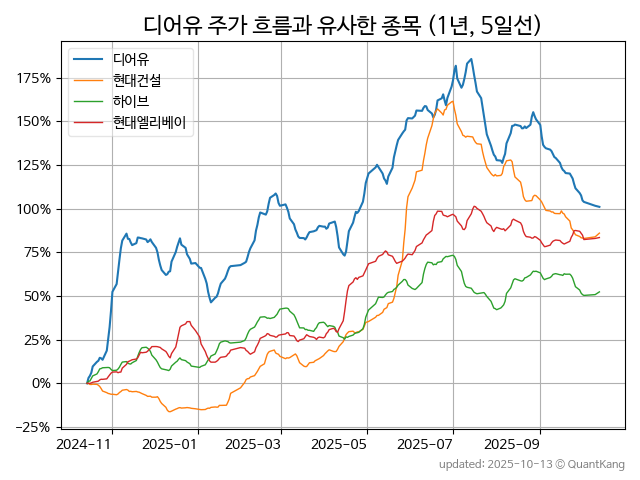 디어유 주가 흐름과 유사한 종목 (1년, 5일선)
디어유
현대건설
하이브
현대엘리베이
175%
150%
125%
100%
75%
50%
25%
0%
−25%
2024-11 2025-01 2025-03 2025-05 2025-07 2025-09
updated: 2025-10-13 © QuantKang